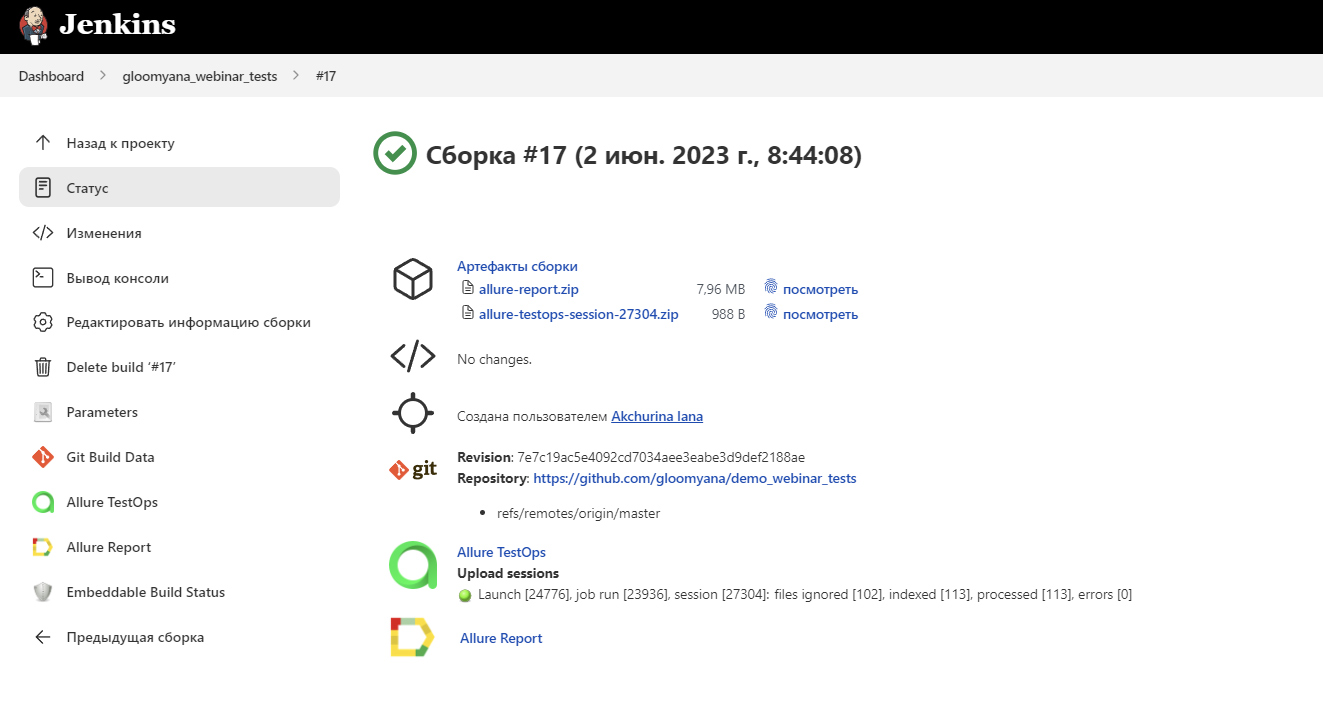 Jenkins
Dashboard > gloomyana_webinar_tests > #17
Назад к проекту
Статус
Изменения
Вывод консоли
Редактировать информацию сборки
Delete build ‘#17’
Parameters
Git Build Data
Allure TestOps
Allure Report
Embeddable Build Status
Предыдущая сборка
Сборка #17 (2 июн. 2023 г., 8:44:08)
Артефакты сборки
allure-report.zip 7,96 MB посмотреть
allure-testops-session-27304.zip 988 B посмотреть
No changes.
Создана пользователем Akchurina Iana
git
Revision: 7e7c19ac5e4092cd7034aee3eabe3d9def2188ae
Repository: https://github.com/gloomyana/demo_webinar_tests
• refs/remotes/origin/master
Allure TestOps
Upload sessions
Launch [24776], job run [23936], session [27304]: files ignored [102], indexed [113], processed [113], errors [0]
Allure Report